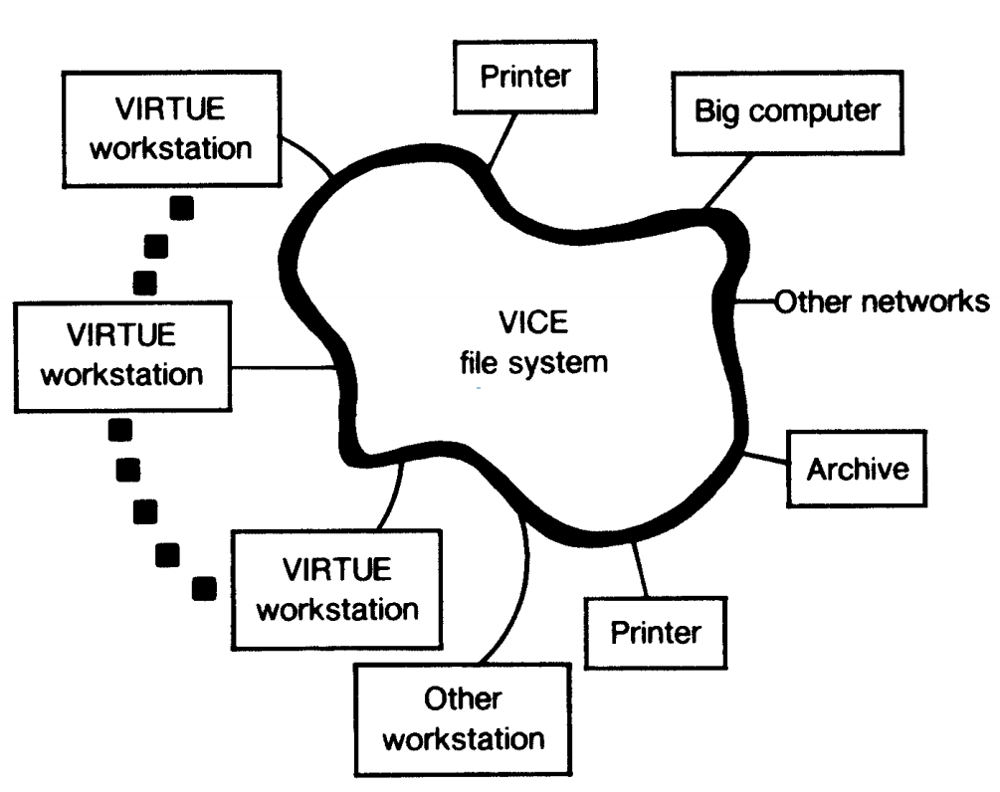 Printer
VIRTUE
workstation
Big computer
Other networks
VICE
file system
VIRTUE
workstation
Archive
VIRTUE
workstation
Printer
Other
workstation